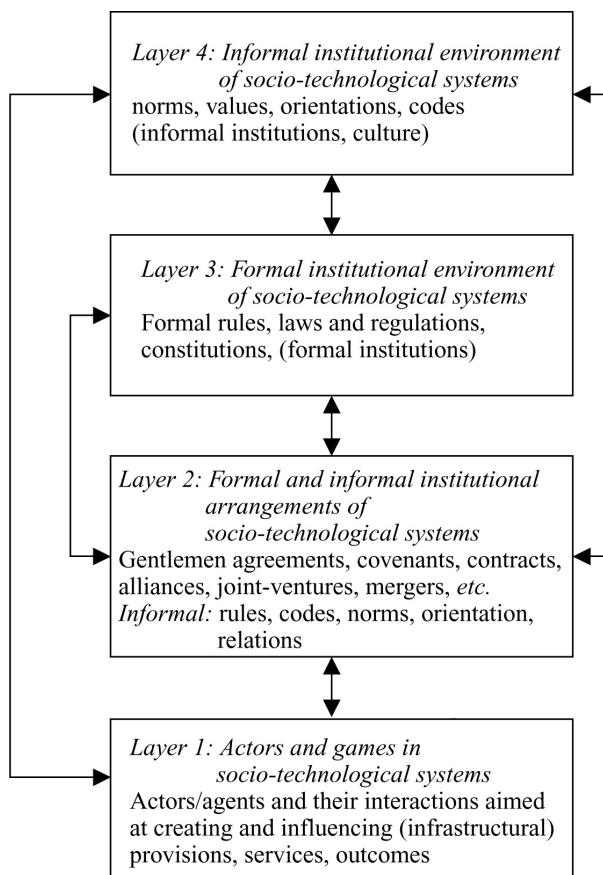 Layer 4: Informal institutional environment
of socio-technological systems
norms, values, orientations, codes
(informal institutions, culture)
Layer 3: Formal institutional environment
of socio-technological systems
Formal rules, laws and regulations,
constitutions, (formal institutions)
Layer 2: Formal and informal institutional
arrangements of
socio-technological systems
Gentlemen agreements, covenants, contracts,
alliances, joint-ventures, mergers, etc.
Informal: rules, codes, norms, orientation,
relations
Layer 1: Actors and games in
socio-technological systems
Actors/agents and their interactions aimed
at creating and influencing (infrastructural)
provisions, services, outcomes